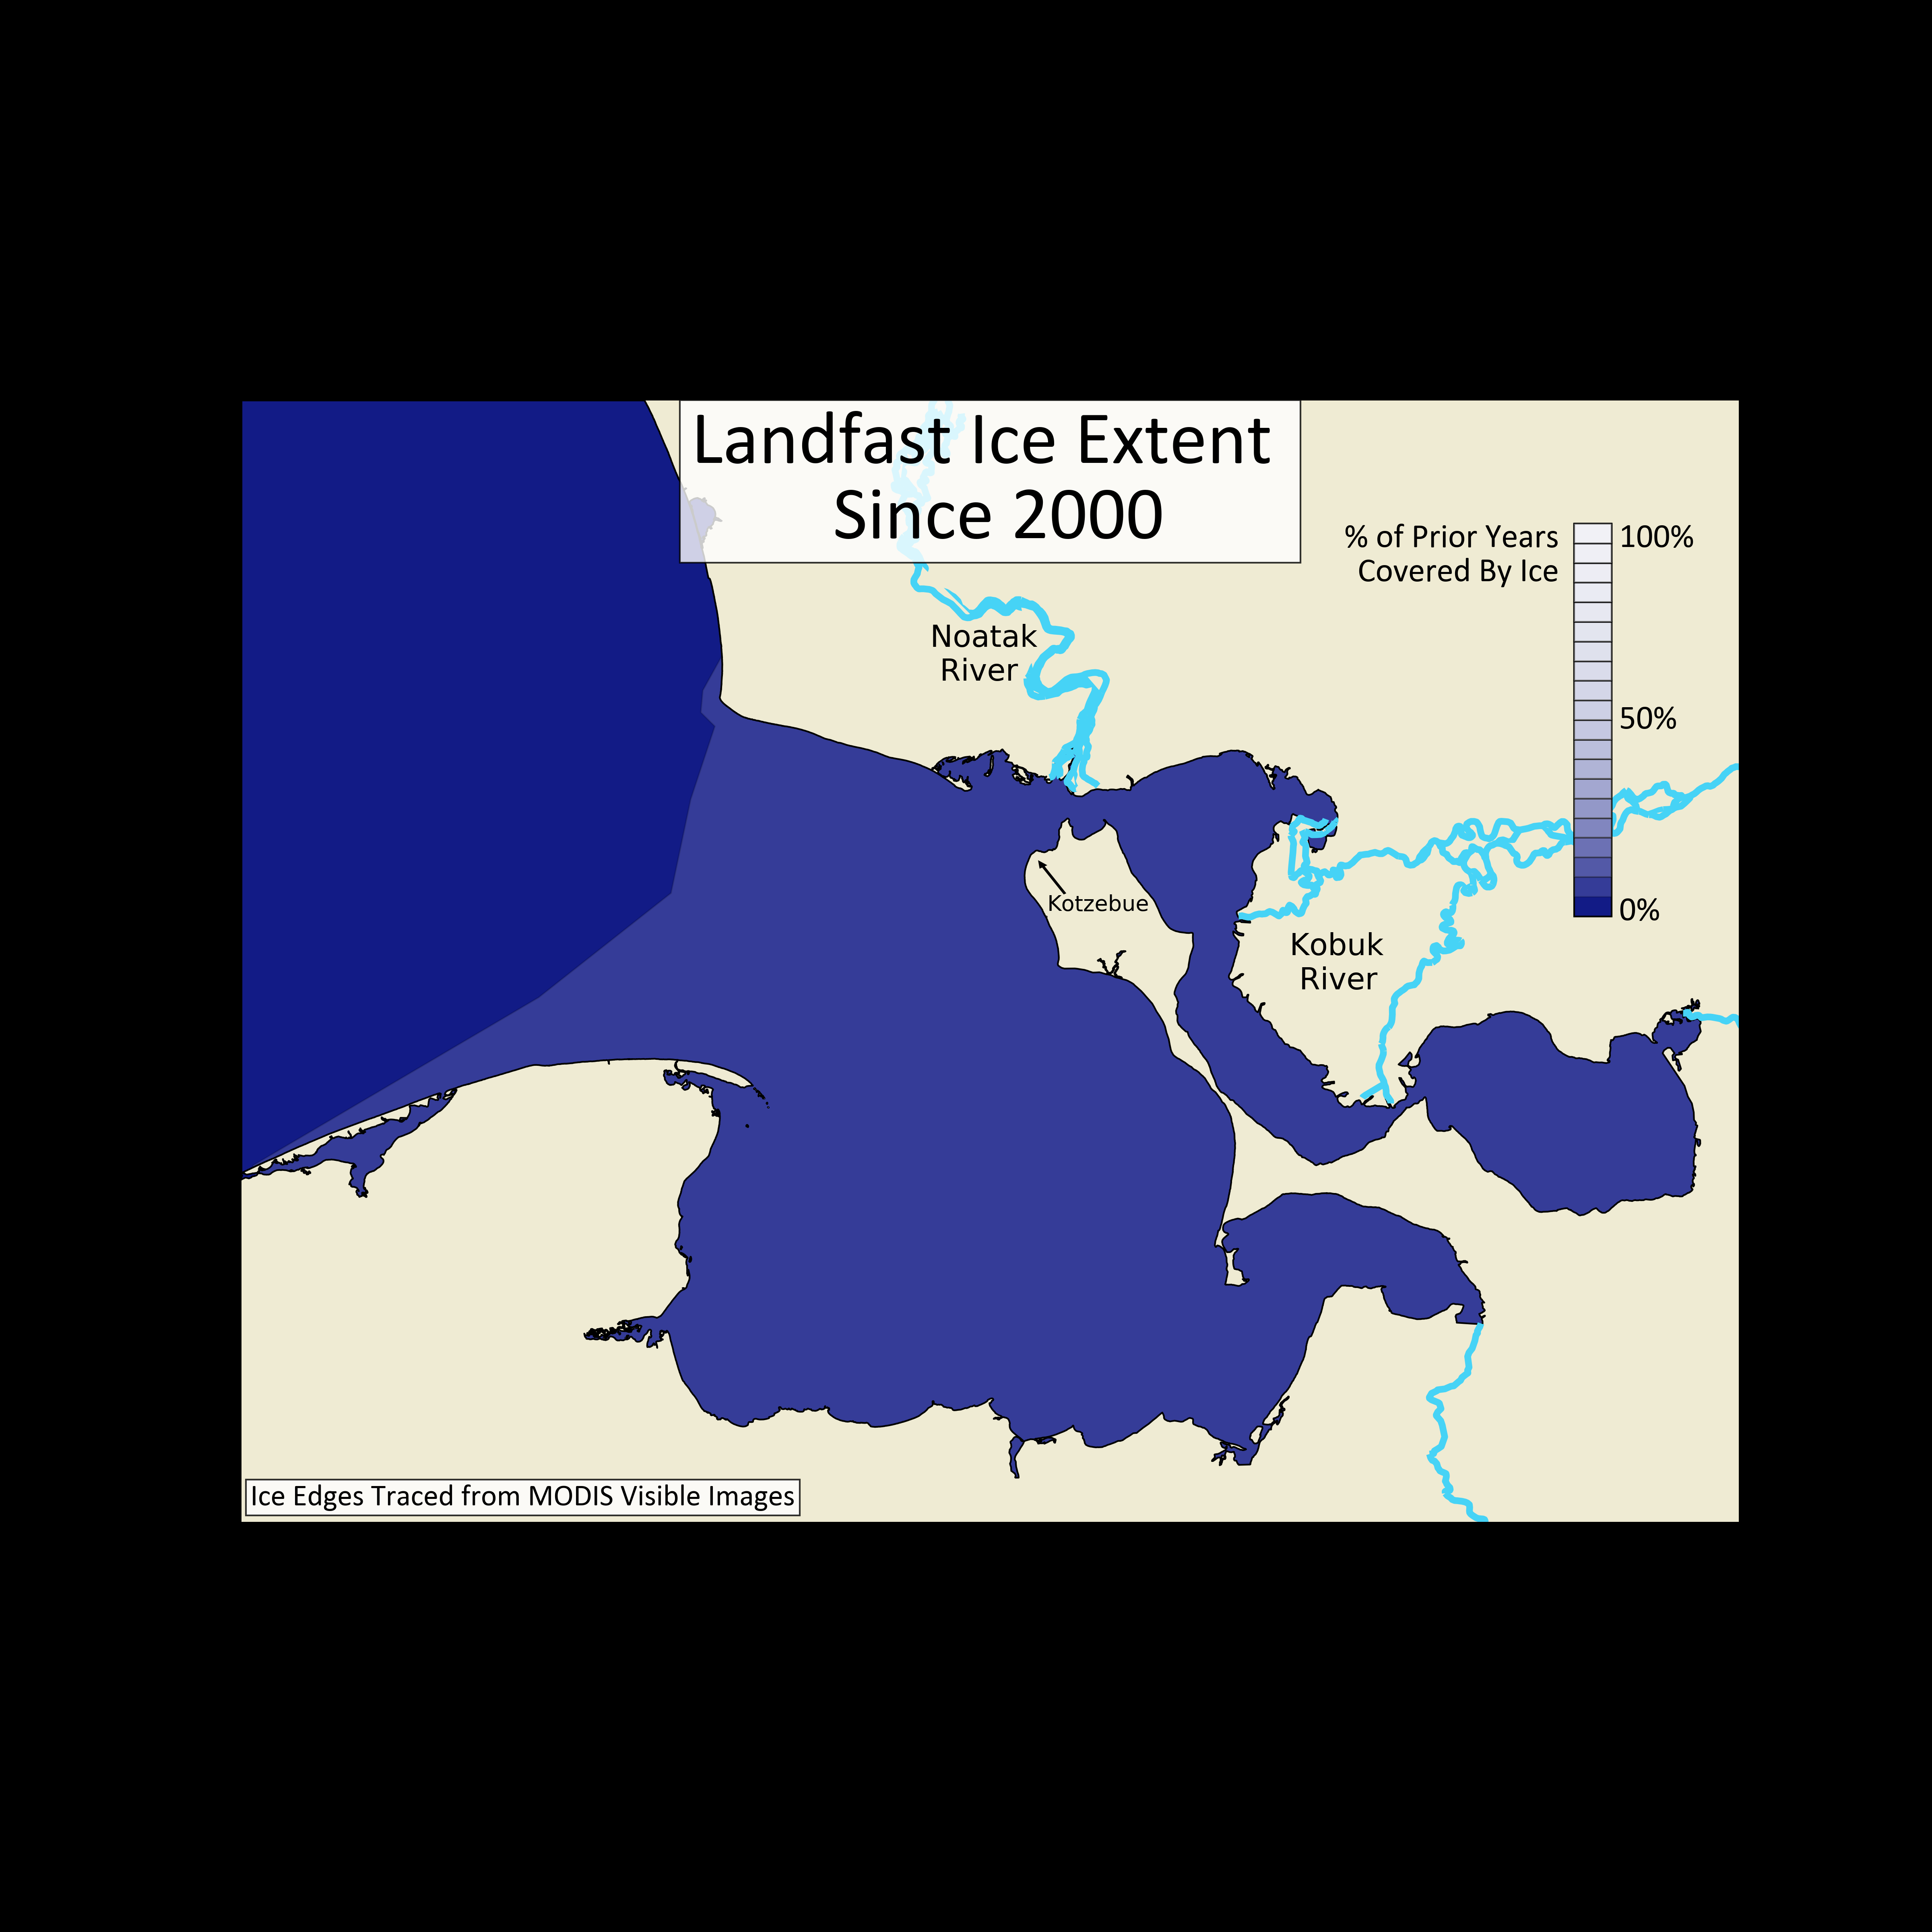 Landfast Ice Extent
Since 2000
% of Prior Years
Covered By Ice
100%
50%
0%
Noatak
River
Kotzebue
Kobuk
River
Ice Edges Traced from MODIS Visible Images